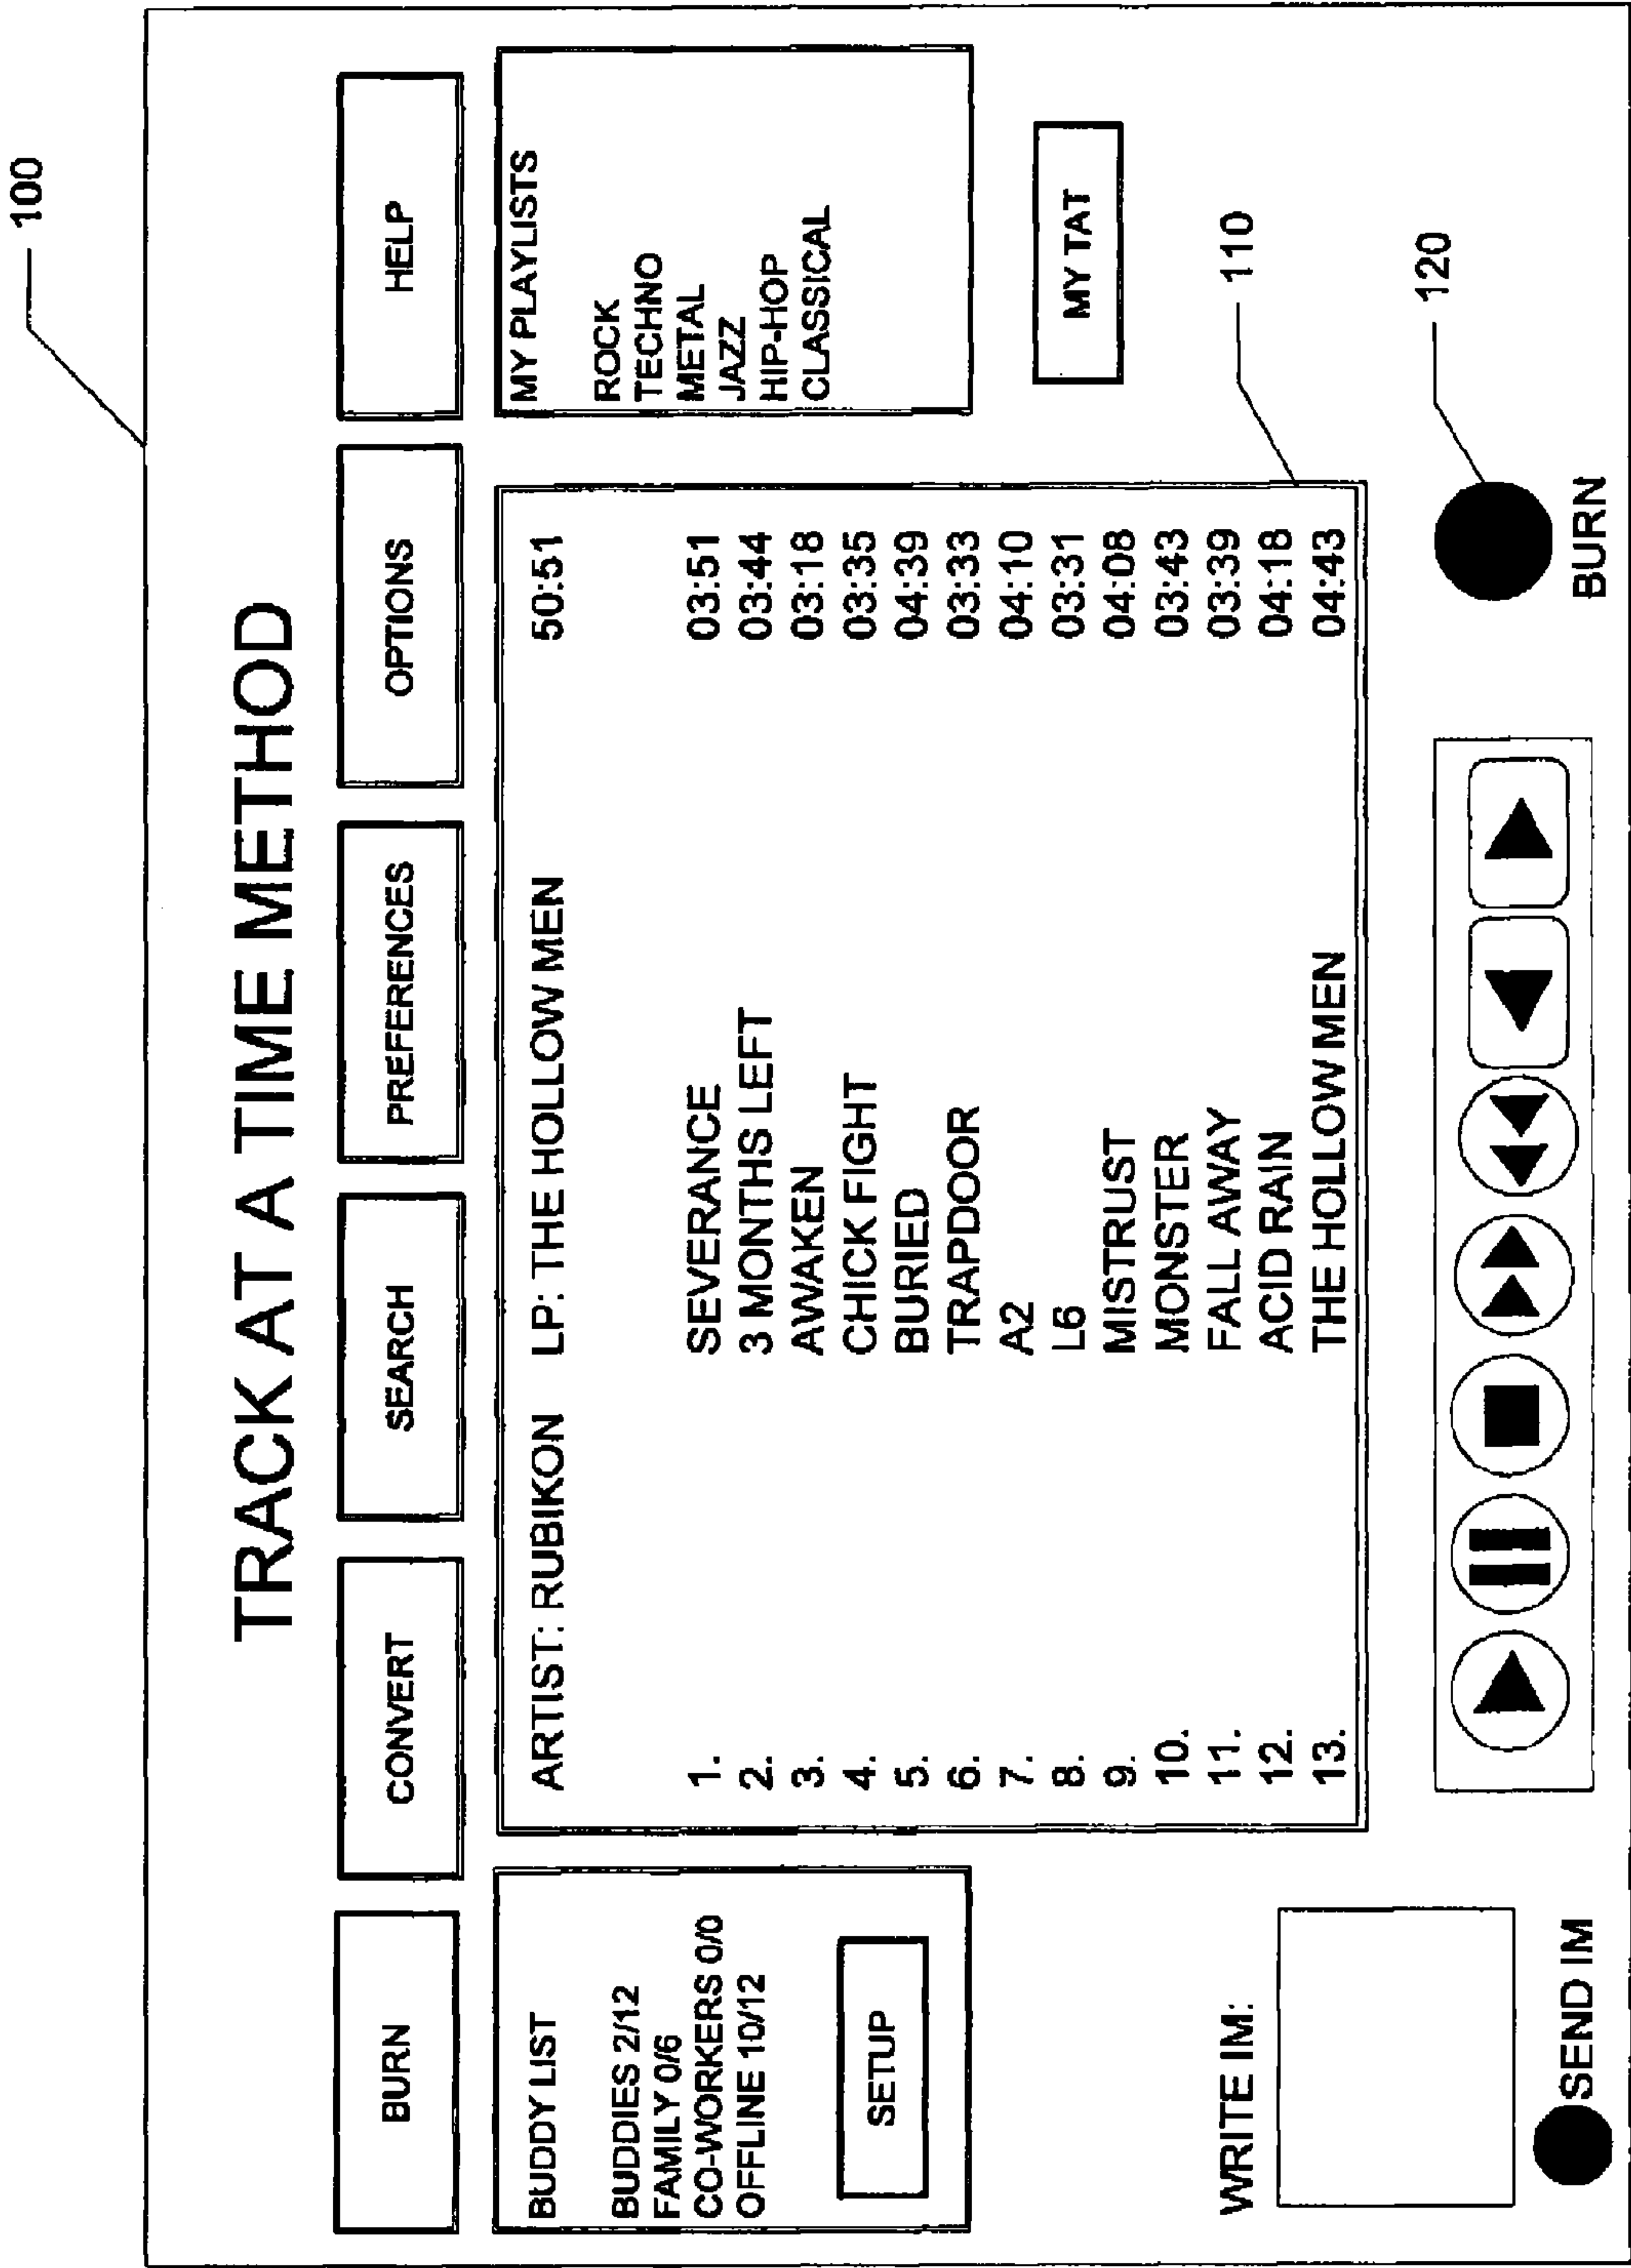 100
TRACK AT A TIME METHOD
BURN CONVERT SEARCH PREFERENCES OPTIONS HELP
BUDDY LIST
BUDDIES 2/12
FAMILY 0/6
CO-WORKERS 0/0
OFFLINE 10/12
SETUP
ARTIST: RUBIKON LP: THE HOLLOW MEN 50:51
1. SEVERANCE 03:51
2. 3 MONTHS LEFT 03:44
3. AWAKEN 03:18
4. CHICK FIGHT 03:35
5. BURIED 04:39
6. TRAPDOOR 03:33
7. A2 04:10
8. L6 03:31
9. MISTRUST 04:08
10. MONSTER 03:43
11. FALL AWAY 03:39
12. ACID RAIN 04:18
13. THE HOLLOW MEN 04:43
MY PLAYLISTS
ROCK
TECHNO
METAL
JAZZ
HIP-HOP
CLASSICAL
MY TAT
110
120
WRITE IM:
SEND IM
BURN